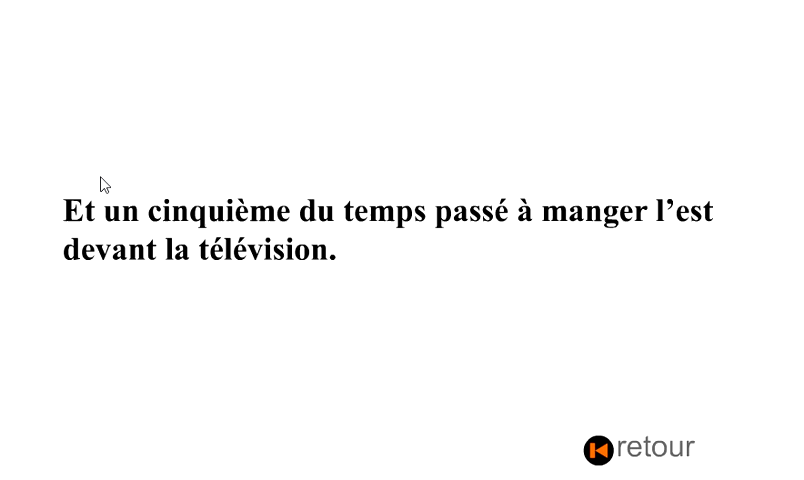 Et un cinquième du temps passé à manger l’est
devant la télévision.
retour